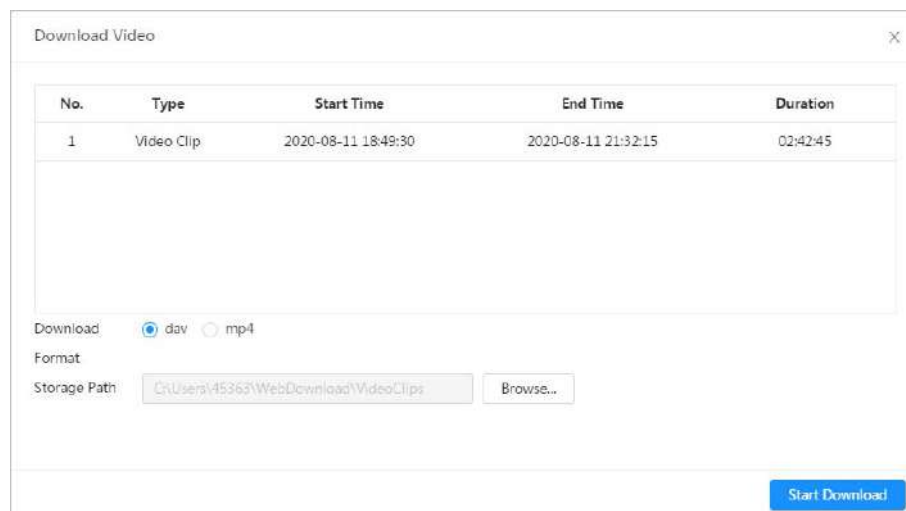 Download Video
No. Type Start Time End Time Duration
1 Video Clip 2020-08-11 18:49:30 2020-08-11 21:32:15 02:42:45
Download dav mp4
Format
Storage Path C:\Users\45363\WebDownload\VideoClips Browse...
Start Download